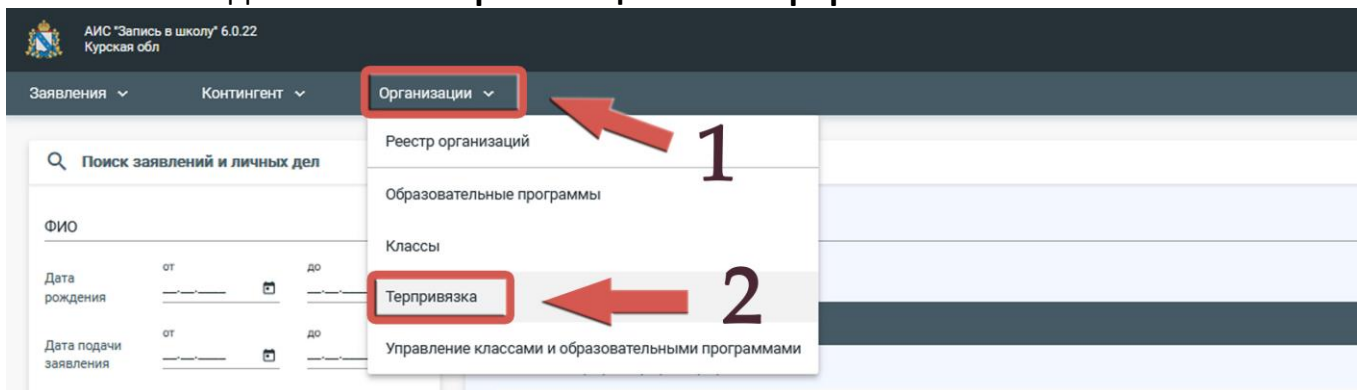 АИС "Запись в школу" 6.0.22
Курская обл
Заявления Контингент Организации
Реестр организаций
1
Поиск заявлений и личных дел
Образовательные программы
ФИО
Классы
от до
Дата
рождения
Терпривязка
2
от до
Дата подачи
заявления
Управление классами и образовательными программами